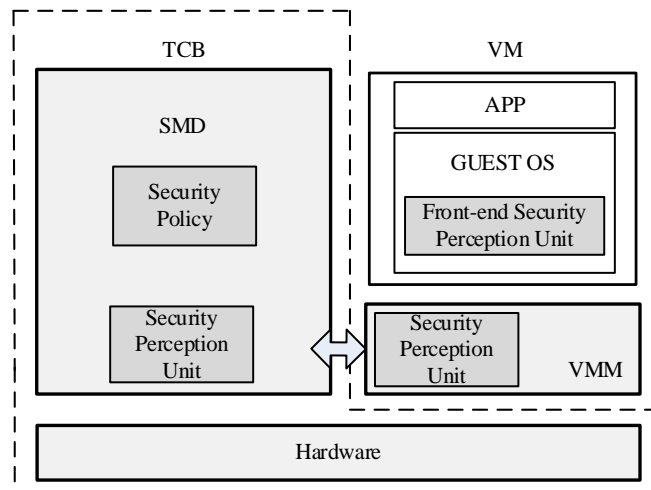 TCB
VM
SMD
Security
Policy
Security
Perception
Unit
APP
GUEST OS
Front-end Security
Perception Unit
Security
Perception
Unit
VMM
Hardware